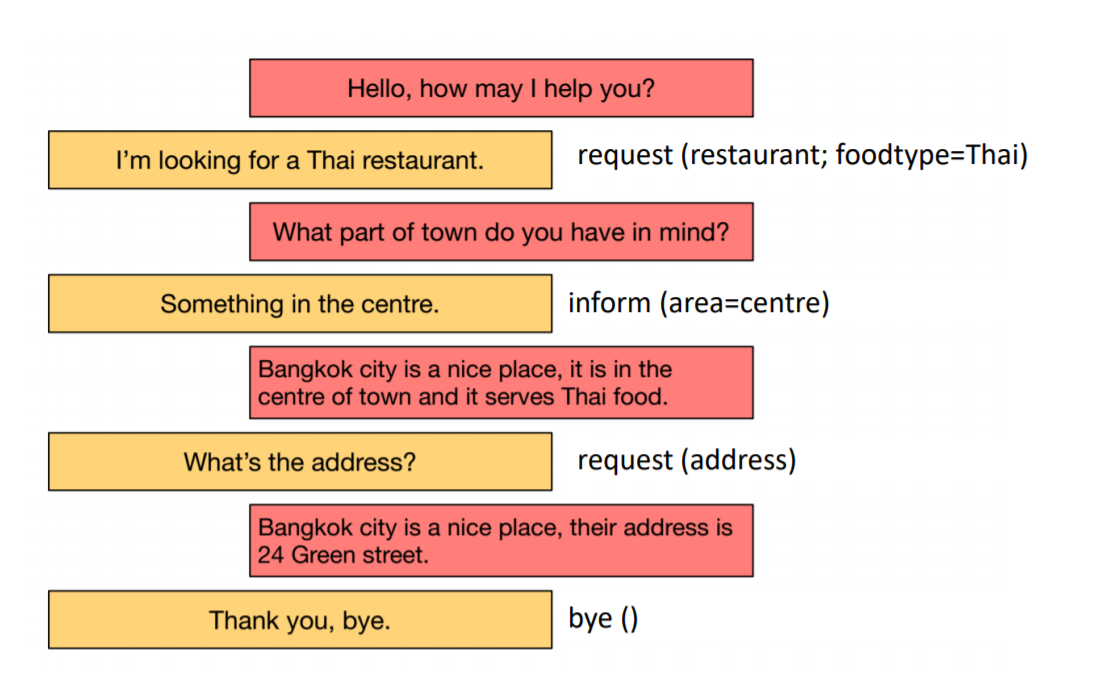 Hello, how may I help you?
I'm looking for a Thai restaurant.
request (restaurant; foodtype=Thai)
What part of town do you have in mind?
Something in the centre.
inform (area=centre)
Bangkok city is a nice place, it is in the
centre of town and it serves Thai food.
What's the address?
request (address)
Bangkok city is a nice place, their address is
24 Green street.
Thank you, bye.
bye ()